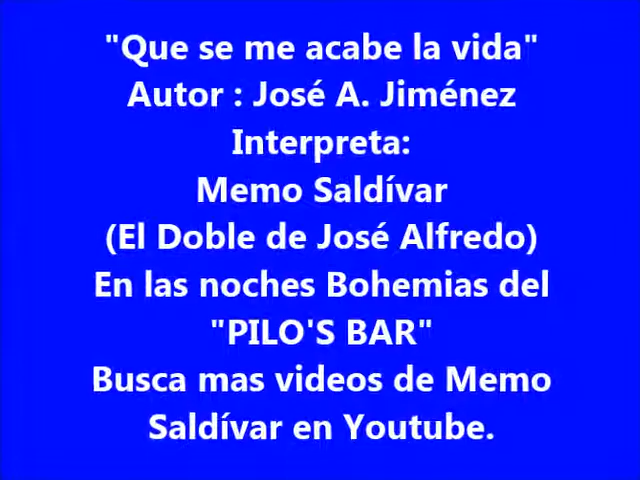 "Que se me acabe la vida"
Autor : José A. Jiménez
Interpreta:
Memo Saldívar
(El Doble de José Alfredo)
En las noches Bohemias del
"PILO'S BAR"
Busca mas videos de Memo
Saldívar en Youtube.